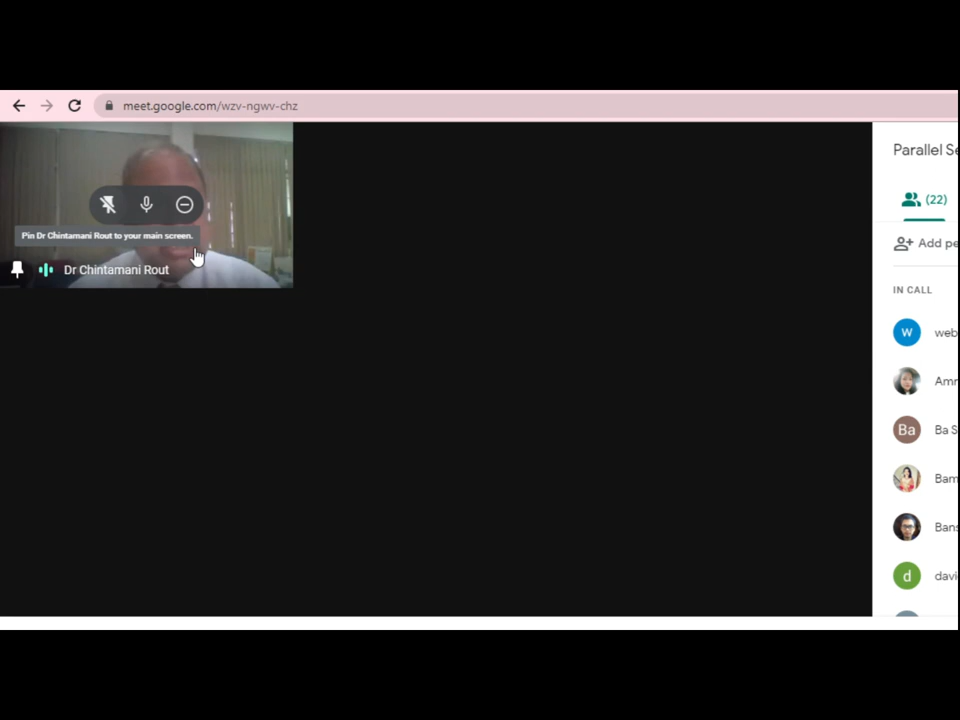 meet.google.com/wzv-ngwv-chz
Pin Dr Chintamani Rout to your main screen.
Dr Chintamani Rout
Parallel Se
(22)
Add pe
IN CALL
w web
Amr
Ba Ba S
Bam
Bans
d davi